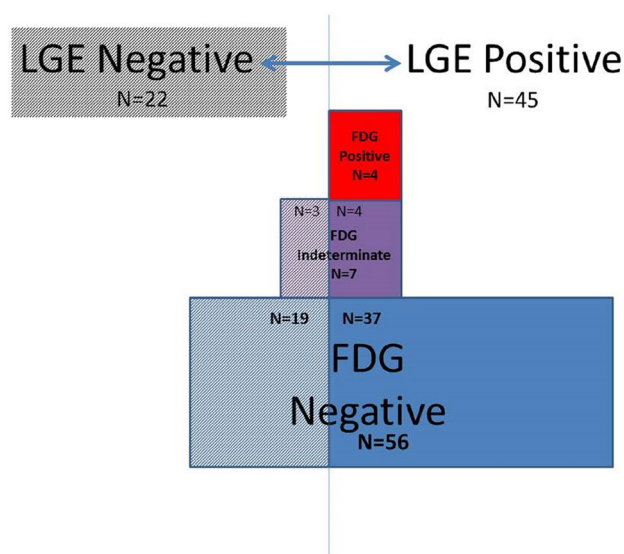 LGE Negative
N=22
LGE Positive
N=45
FDG
Positive
N=4
N=3 N=4
FDG
Indeterminate
N=7
N=19 N=37
FDG
Negative
N=56